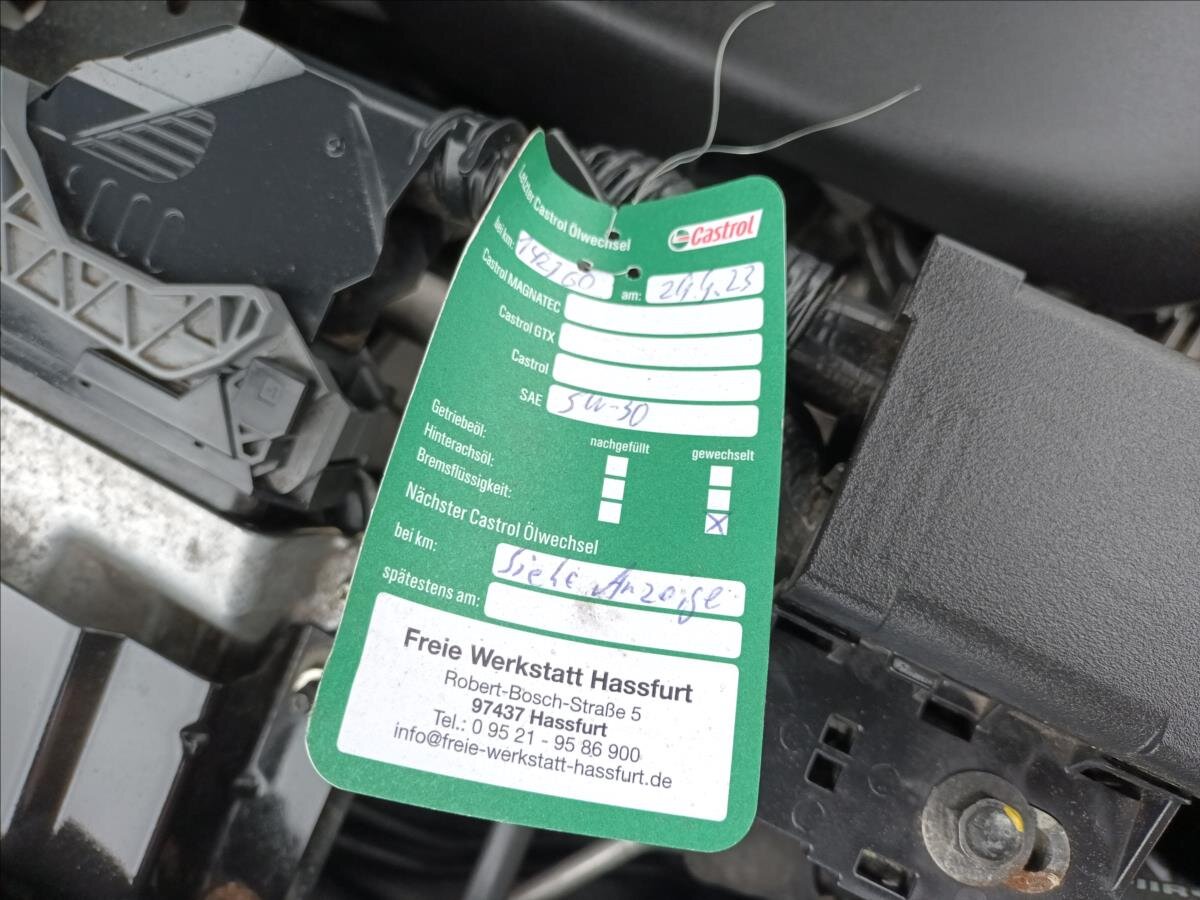 Letzter Castrol Ölwechsel
Castrol
bei km: 142760 am: 24.4.23
Castrol MAGNATEC
Castrol GTX
Castrol
SAE 5W-30
nachgefüllt gewechselt
Getriebeöl:
Hinterachsöl:
Bremsflüssigkeit:
Nächster Castrol Ölwechsel
bei km: Siehe Anzeige
spätestens am:
Freie Werkstatt Hassfurt
Robert-Bosch-Straße 5
97437 Hassfurt
Tel.: 0 95 21 - 95 86 900
info@freie-werkstatt-hassfurt.de